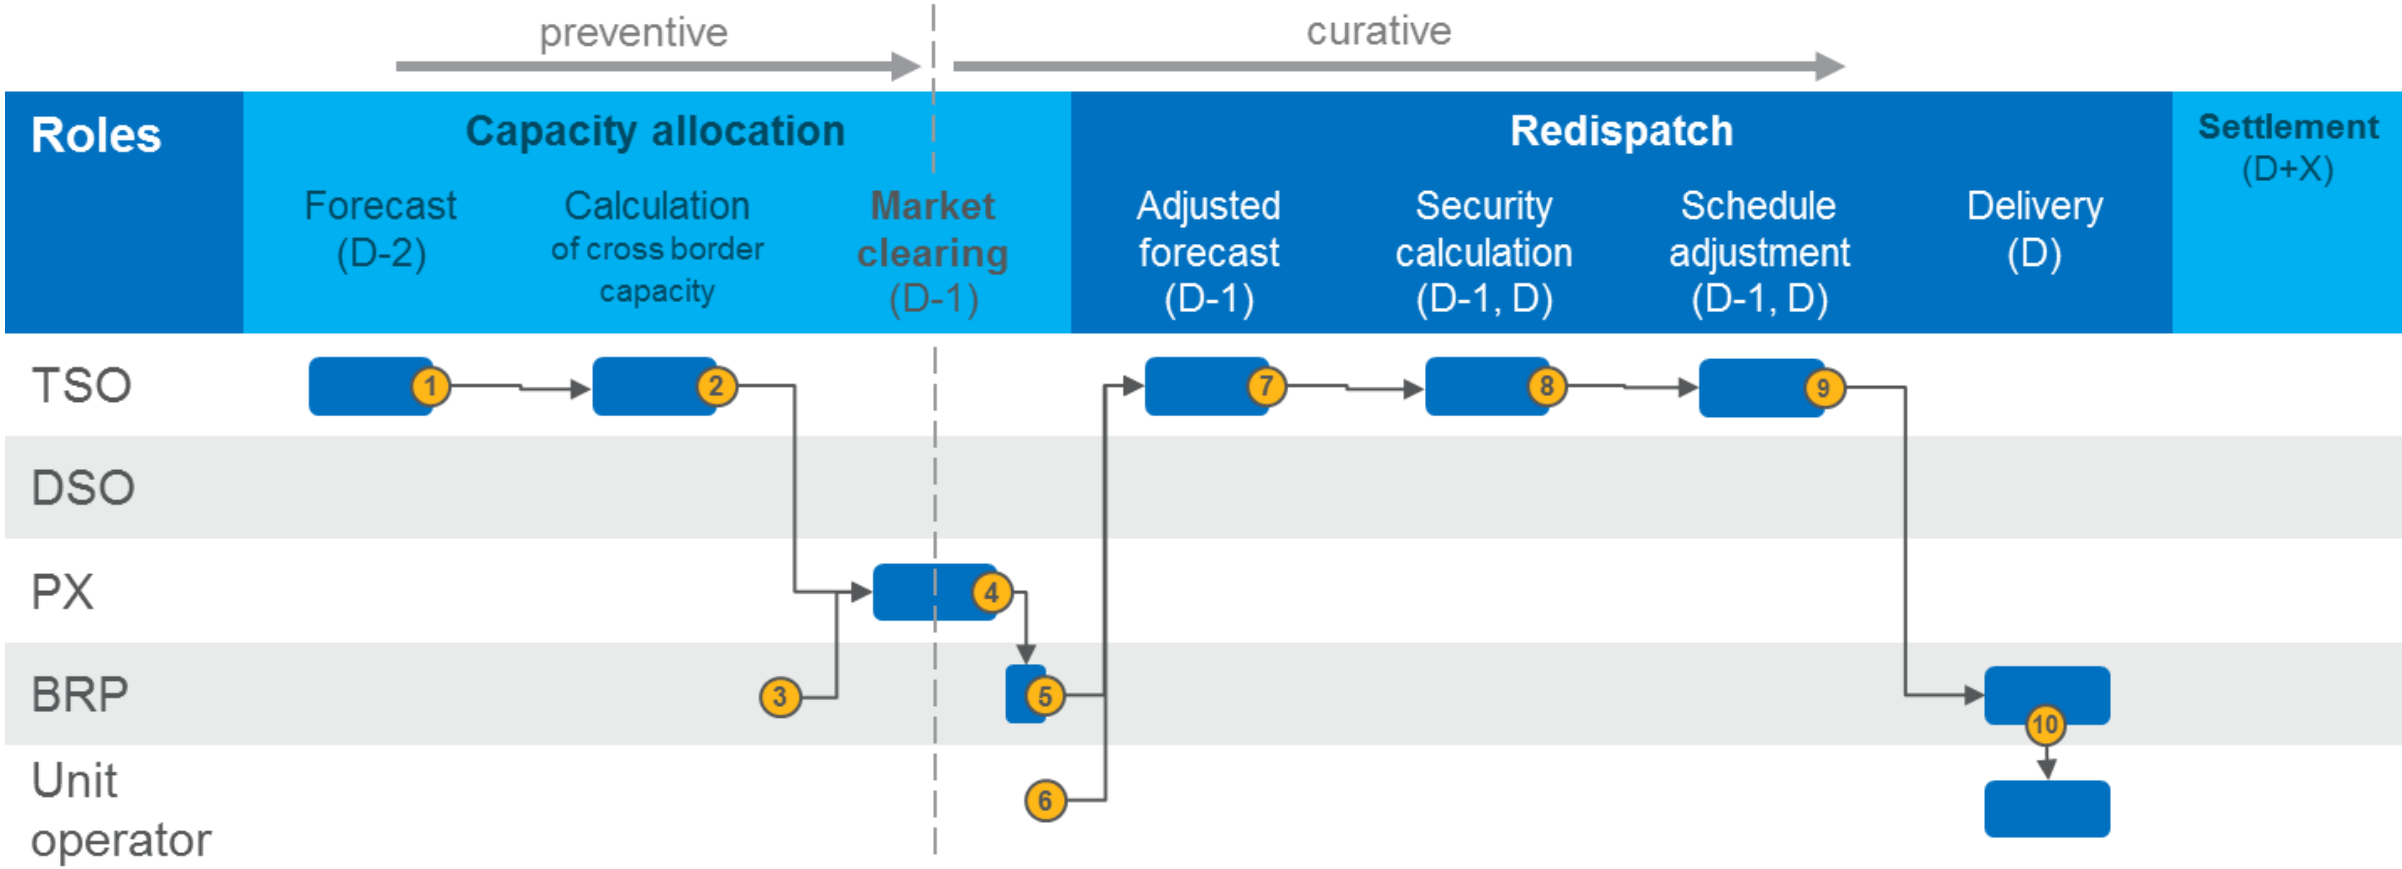 preventive
curative
Roles
Capacity allocation
Redispatch
Settlement
(D+X)
Forecast
(D-2)
Calculation
of cross border
capacity
Market
clearing
(D-1)
Adjusted
forecast
(D-1)
Security
calculation
(D-1, D)
Schedule
adjustment
(D-1, D)
Delivery
(D)
TSO
1
2
7
8
9
DSO
PX
4
BRP
3
5
10
Unit
operator
6